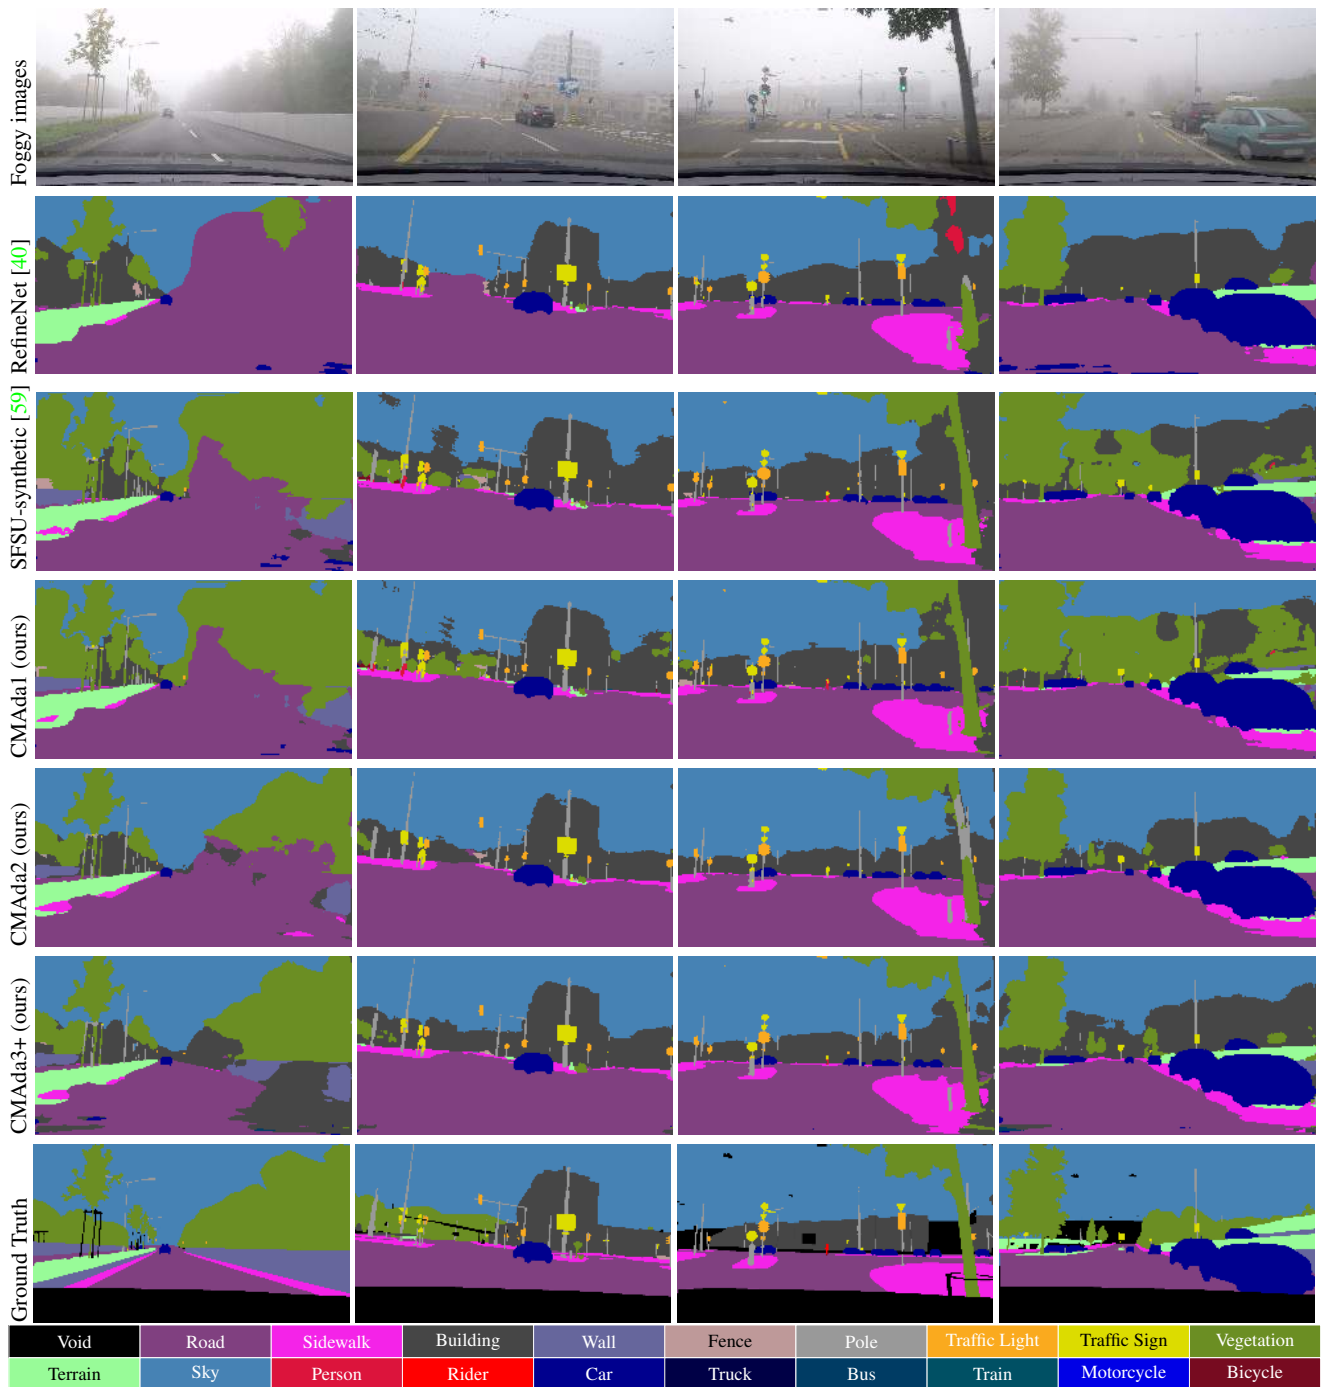 Foggy images
RefineNet [40]
SFSU-synthetic [59]
CMAda1 (ours)
CMAda2 (ours)
CMAda3+ (ours)
Ground Truth
Void Road Sidewalk Building Wall Fence Pole Traffic Light Traffic Sign Vegetation
Terrain Sky Person Rider Car Truck Bus Train Motorcycle Bicycle